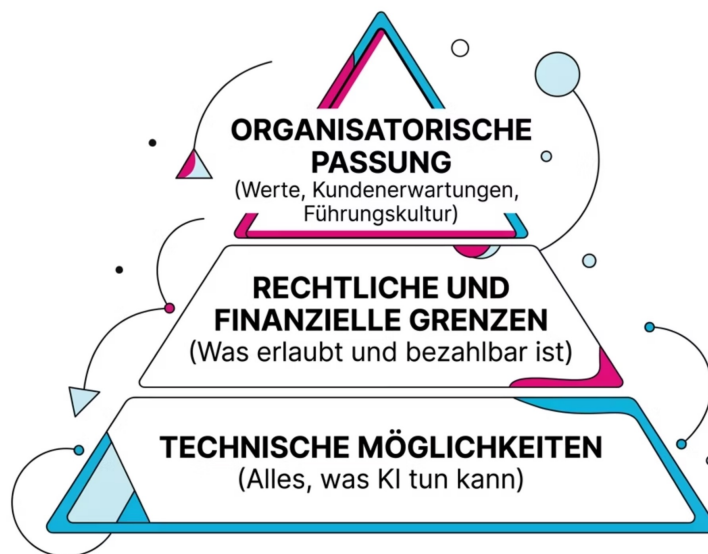 ORGANISATORISCHE
PASSUNG
(Werte, Kundenerwartungen,
Führungskultur)
RECHTLICHE UND
FINANZIELLE GRENZEN
(Was erlaubt und bezahlbar ist)
TECHNISCHE MÖGLICHKEITEN
(Alles, was KI tun kann)